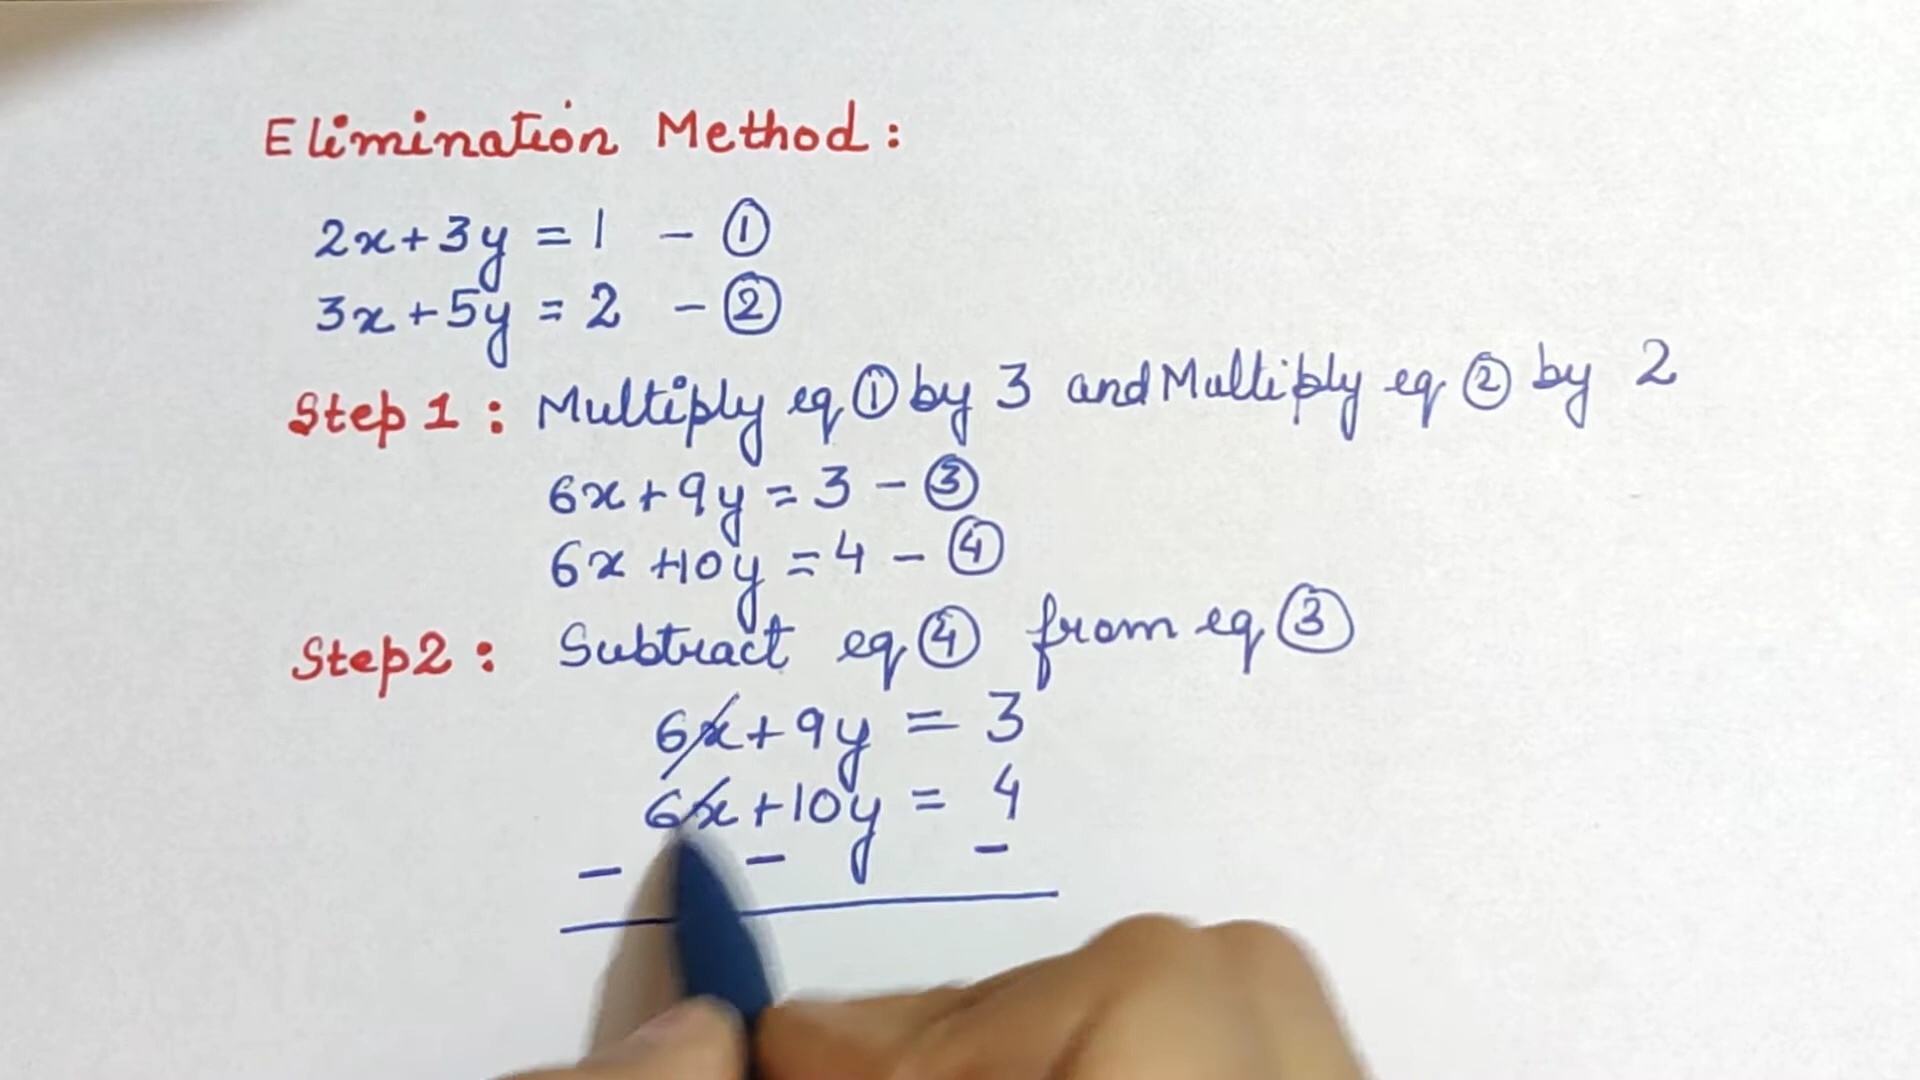 Elimination Method:
2x+3y = 1 - ①
3x+5y = 2 - ②
Step 1 : Multiply eq ① by 3 and Multiply eq ② by 2
6x+9y = 3 - ③
6x+10y = 4 - ④
Step 2 : Subtract eq ④ from eq ③
6x+9y = 3
6x+10y = 4
- - -